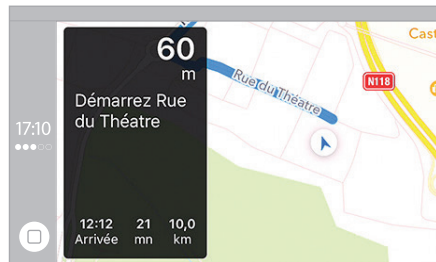 60
m
Démarrez Rue
du Théatre
12:12 21 10,0
Arrivée mn km
17:10
Rue du Théatre
N118
Cast